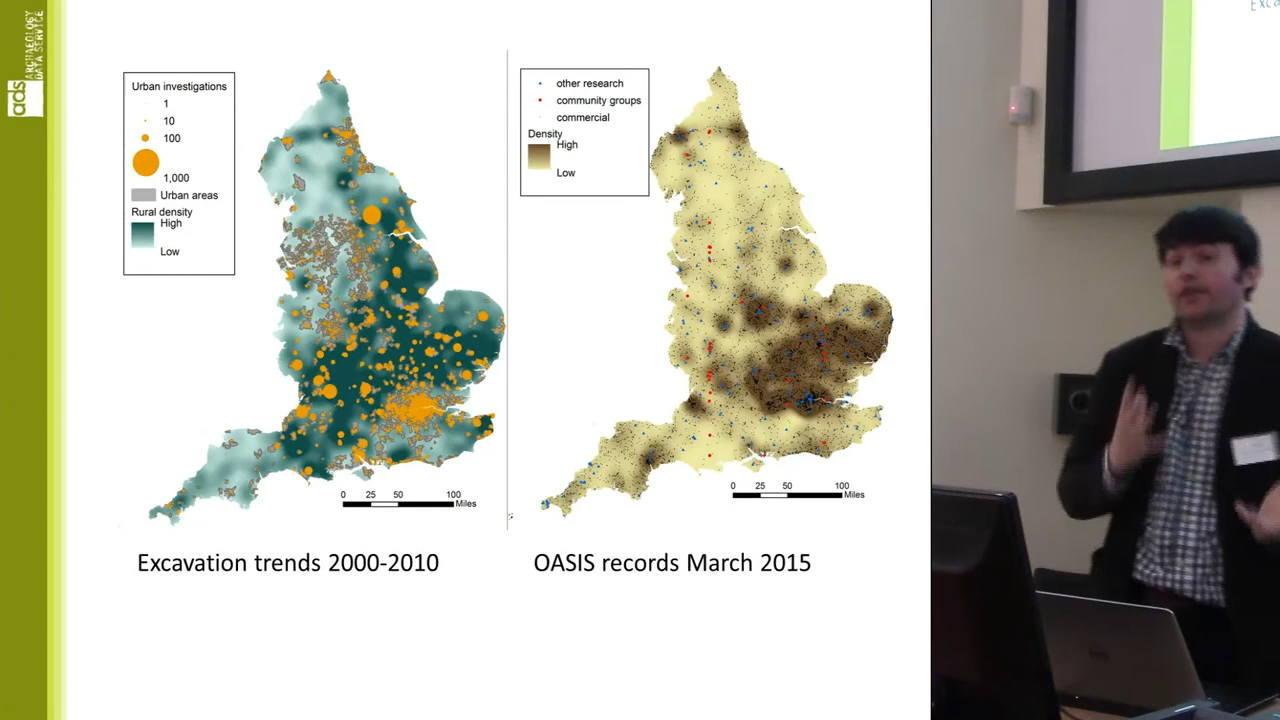 ads
ARCHAEOLOGY
DATA SERVICE
Urban investigations
1
10
100
1,000
Urban areas
Rural density
High
Low
0 25 50 100
Miles
Excavation trends 2000-2010
other research
community groups
commercial
Density
High
Low
0 25 50 100
Miles
OASIS records March 2015